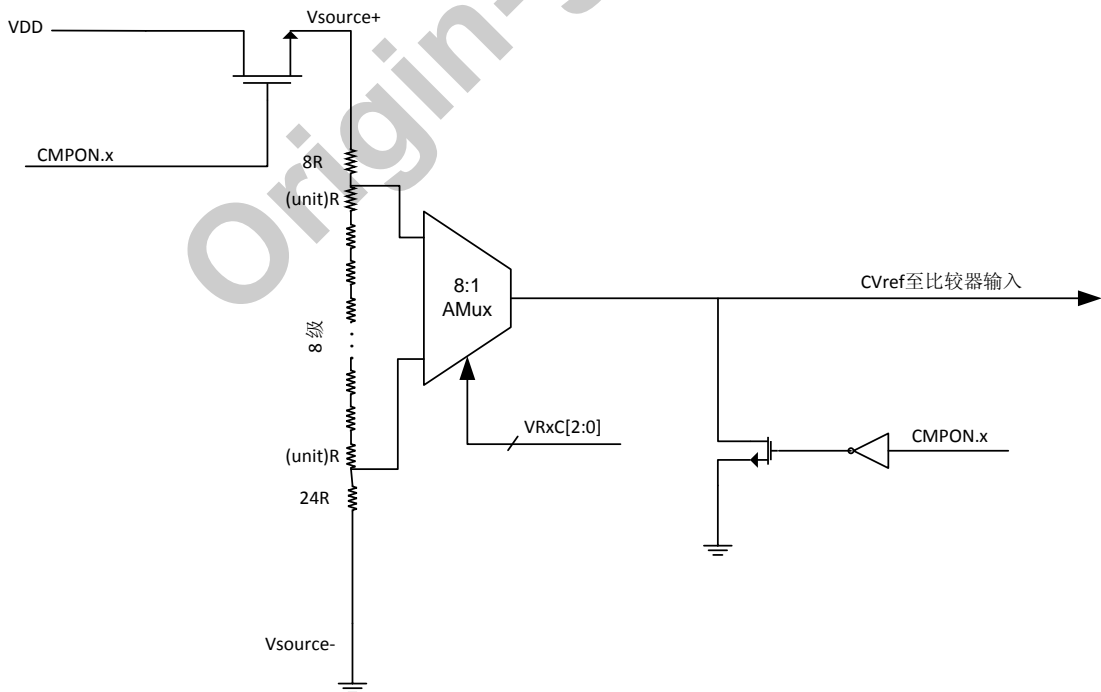 Origin-
VDD
Vsource+
CMPON.x
8R
(unit)R
8级
(unit)R
24R
Vsource-
8:1
AMux
VRxC[2:0]
CVref至比较器输入
CMPON.x